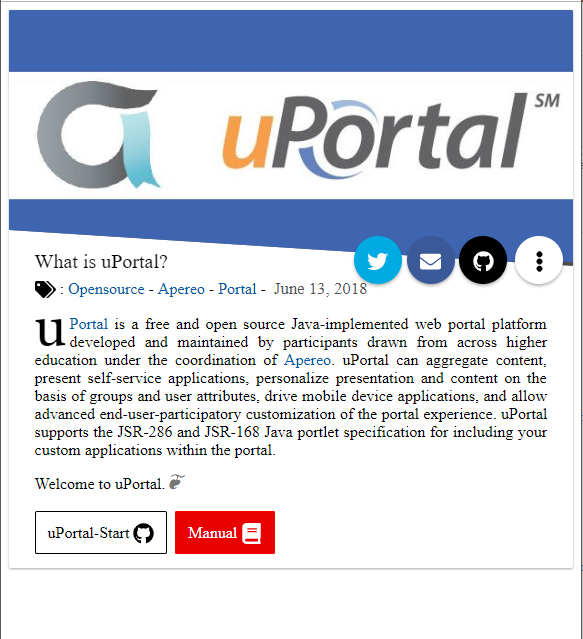 uPortal SM
What is uPortal?
: Opensource - Apereo - Portal - June 13, 2018
uPortal is a free and open source Java-implemented web portal platform
developed and maintained by participants drawn from across higher
education under the coordination of Apereo. uPortal can aggregate content,
present self-service applications, personalize presentation and content on the
basis of groups and user attributes, drive mobile device applications, and allow
advanced end-user-participatory customization of the portal experience. uPortal
supports the JSR-286 and JSR-168 Java portlet specification for including your
custom applications within the portal.
Welcome to uPortal.
uPortal-Start
Manual